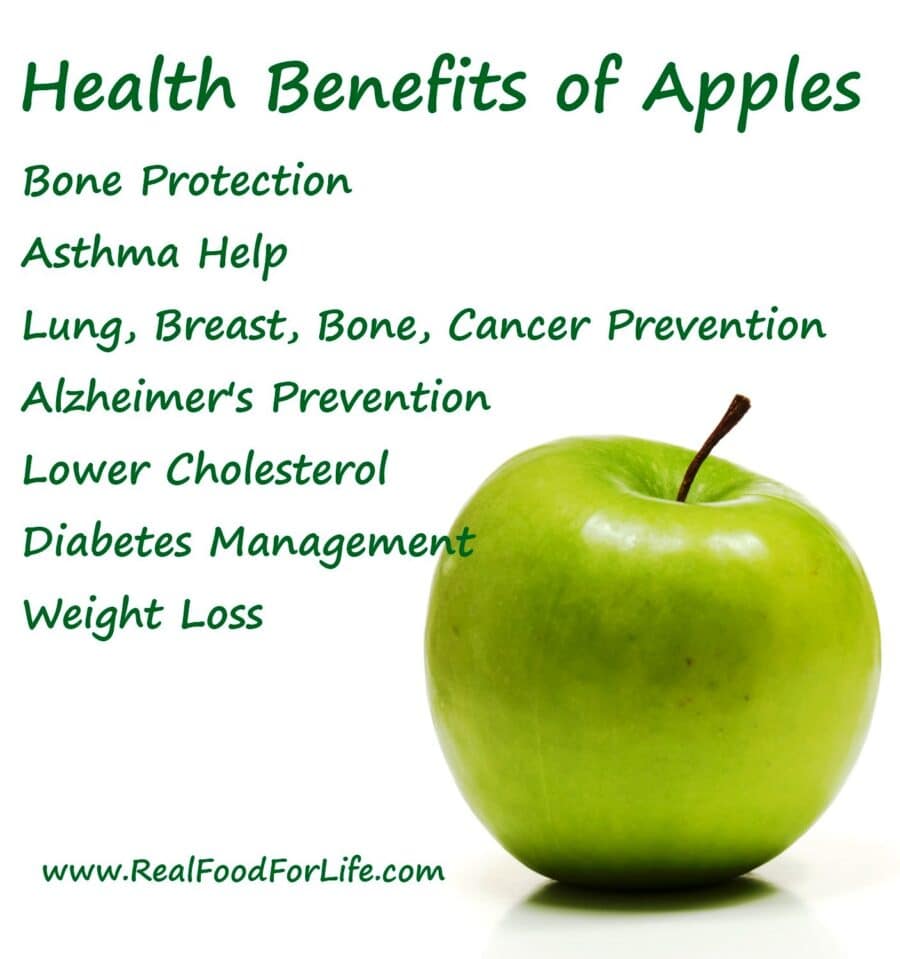 Health Benefits of Apples
Bone Protection
Asthma Help
Lung, Breast, Bone, Cancer Prevention
Alzheimer's Prevention
Lower Cholesterol
Diabetes Management
Weight Loss
www.RealFoodForLife.com